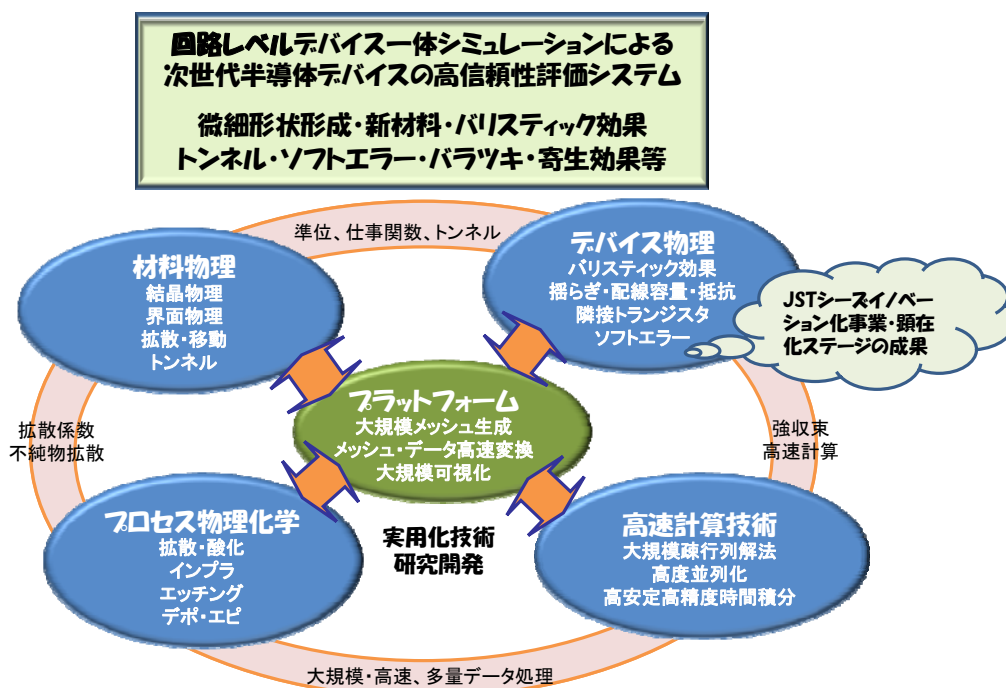 回路レベルデバイス一体シミュレーションによる
次世代半導体デバイスの高信頼性評価システム
微細形状形成・新材料・バリスティック効果
トンネル・ソフトエラー・バラツキ・寄生効果等
準位、仕事関数、トンネル
材料物理
結晶物理
界面物理
拡散・移動
トンネル
デバイス物理
バリスティック効果
揺らぎ・配線容量・抵抗
隣接トランジスタ
ソフトエラー
JSTシーズイノベー
ション化事業・顕在
化ステージの成果
プラットフォーム
大規模メッシュ生成
メッシュ・データ高速変換
大規模可視化
拡散係数
不純物拡散
強収束
高速計算
プロセス物理化学
拡散・酸化
インプラ
エッチング
デポ・エピ
実用化技術
研究開発
高速計算技術
大規模疎行列解法
高度並列化
高安定高精度時間積分
大規模・高速、多量データ処理